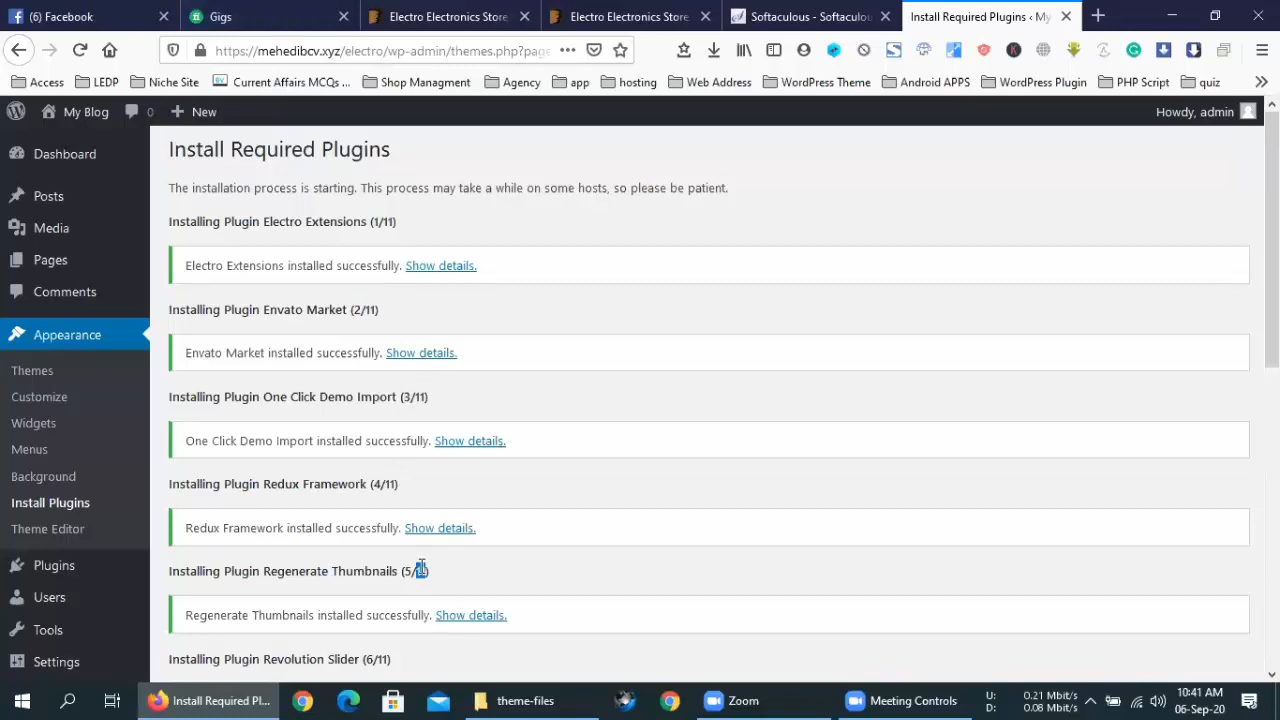 (6) Facebook
Gigs
Electro Electronics Store
Electro Electronics Store
Softaculous - Softaculou
Install Required Plugins ‹ My
https://mehedibcv.xyz/electro/wp-admin/themes.php?page
Access
LEDP
Niche Site
Current Affairs MCQs ...
Shop Managment
Agency
app
hosting
Web Address
WordPress Theme
Android APPS
WordPress Plugin
PHP Script
quiz
My Blog
0
New
Howdy, admin
Dashboard
Posts
Media
Pages
Comments
Appearance
Themes
Customize
Widgets
Menus
Background
Install Plugins
Theme Editor
Plugins
Users
Tools
Settings
Install Required Plugins
The installation process is starting. This process may take a while on some hosts, so please be patient.
Installing Plugin Electro Extensions (1/11)
Electro Extensions installed successfully. Show details.
Installing Plugin Envato Market (2/11)
Envato Market installed successfully. Show details.
Installing Plugin One Click Demo Import (3/11)
One Click Demo Import installed successfully. Show details.
Installing Plugin Redux Framework (4/11)
Redux Framework installed successfully. Show details.
Installing Plugin Regenerate Thumbnails
Regenerate Thumbnails installed successfully. Show details.
Installing Plugin Revolution Slider (6/11)
Install Required Pl...
theme-files
Zoom
Meeting Controls
U: 0.21 Mbit/s
D: 0.08 Mbit/s
10:41 AM
06-Sep-20